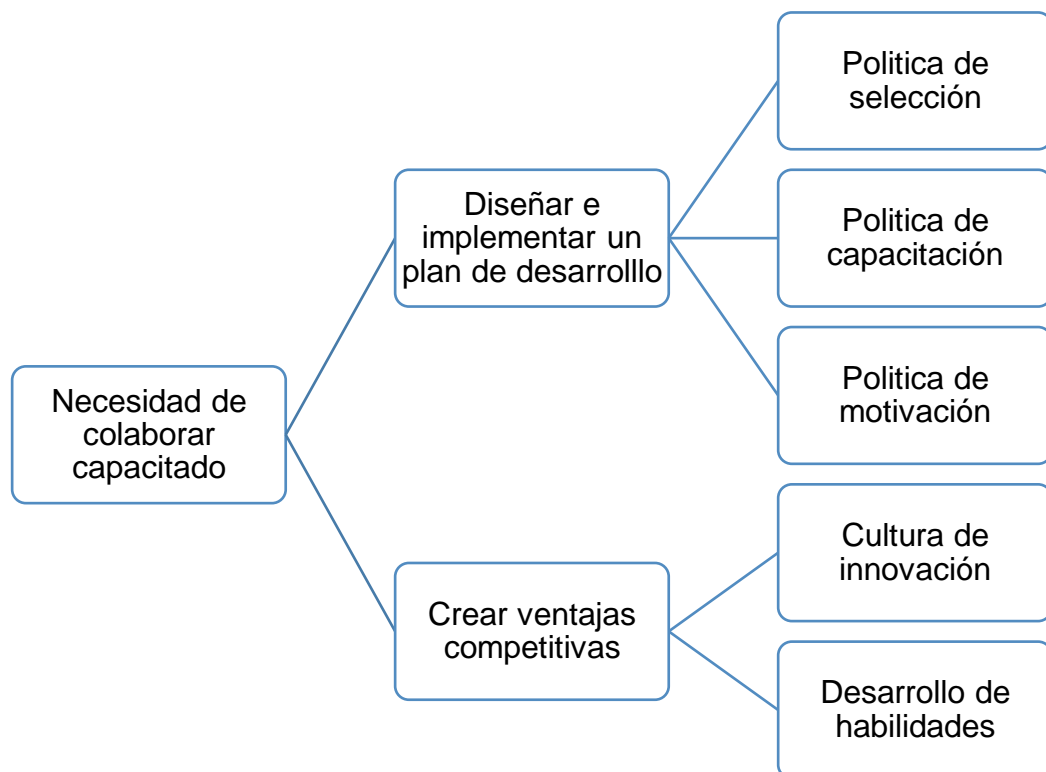 Politica de
selección
Diseñar e
implementar un
plan de desarrolllo
Politica de
capacitación
Politica de
motivación
Necesidad de
colaborar
capacitado
Cultura de
innovación
Crear ventajas
competitivas
Desarrollo de
habilidades